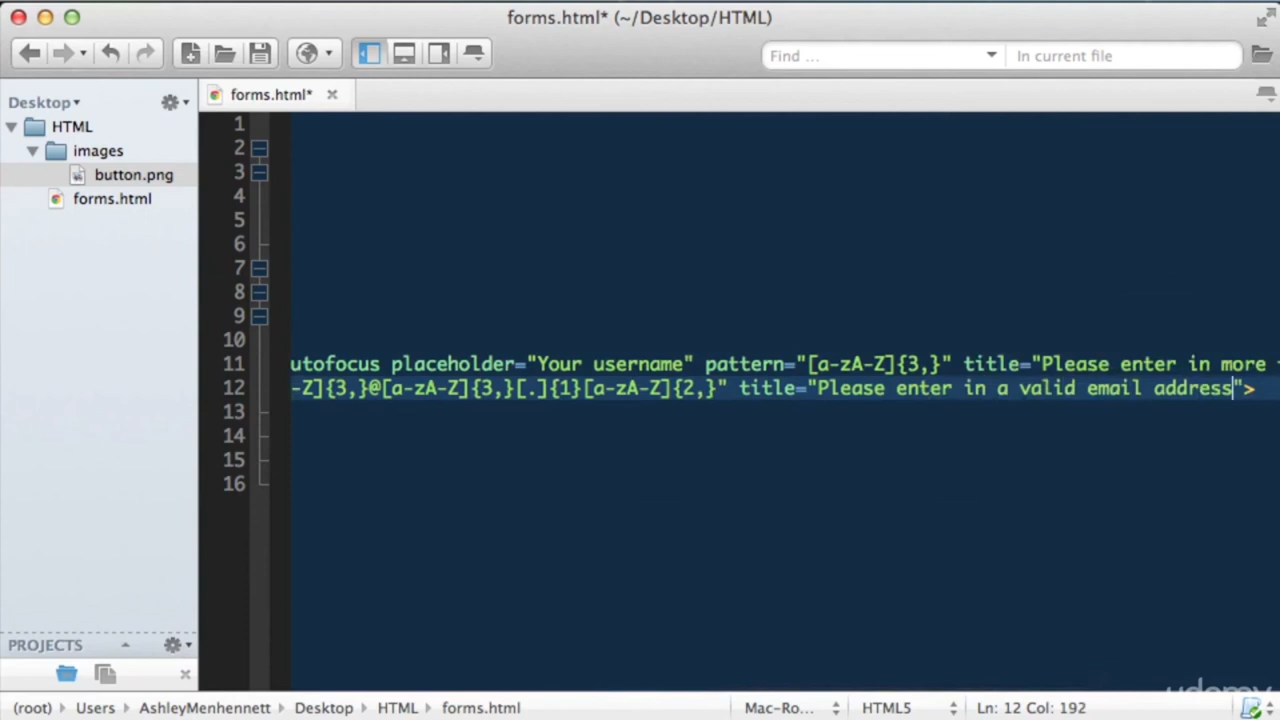 forms.html* (~/Desktop/HTML)
Find ...
In current file
Desktop
forms.html*
HTML
images
button.png
forms.html
1
2
3
4
5
6
7
8
9
10
11 utofocus placeholder="Your username" pattern="[a-zA-Z]{3,}" title="Please enter in more
12 -Z]{3,}@[a-zA-Z]{3,}[.]{1}[a-zA-Z]{2,}" title="Please enter in a valid email address">
13
14
15
16
PROJECTS
udemy
(root) Users AshleyMenhennett Desktop HTML forms.html Mac-Ro... HTML5 Ln: 12 Col: 192